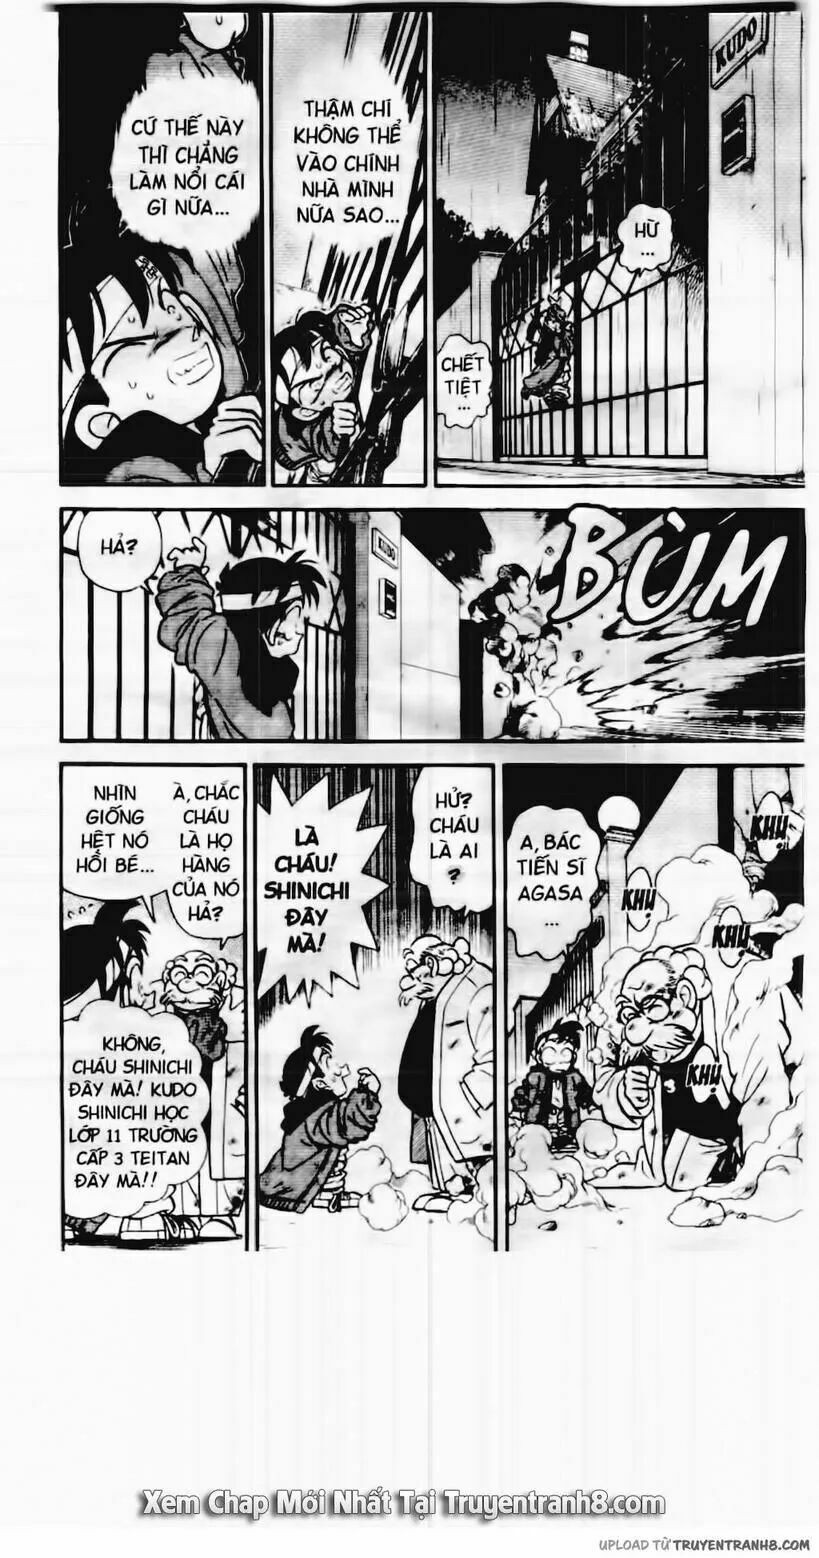 KUDO
HỪ
...
CHẾT
TIỆT
...
THẬM CHÍ
KHÔNG THỂ
VÀO CHÍNH
NHÀ MÌNH
NỮA SAO...
CỨ THẾ NÀY
THÌ CHẲNG
LÀM NỔI CÁI
GÌ NỮA...
BÙM
KUDO
HẢ?
KHỤ
KHỤ
KHỤ
KHỤ
A, BÁC
TIẾN SĨ
AGASA
...
HỬ?
CHÁU
LÀ AI
?
LÀ
CHÁU!
SHINICHI
ĐÂY
MÀ!
À, CHẮC
CHÁU
LÀ HỌ
HÀNG
CỦA NÓ
HẢ?
NHÌN
GIỐNG
HỆT NÓ
HỒI BÉ...
KHÔNG,
CHÁU SHINICHI
ĐÂY MÀ! KUDO
SHINICHI HỌC
LỚP 11 TRƯỜNG
CẤP 3 TEITAN
ĐÂY MÀ!!
Xem Chap Mới Nhất Tại Truyentranh8.com
UPLOAD TỪ TRUYENTRANH8.COM